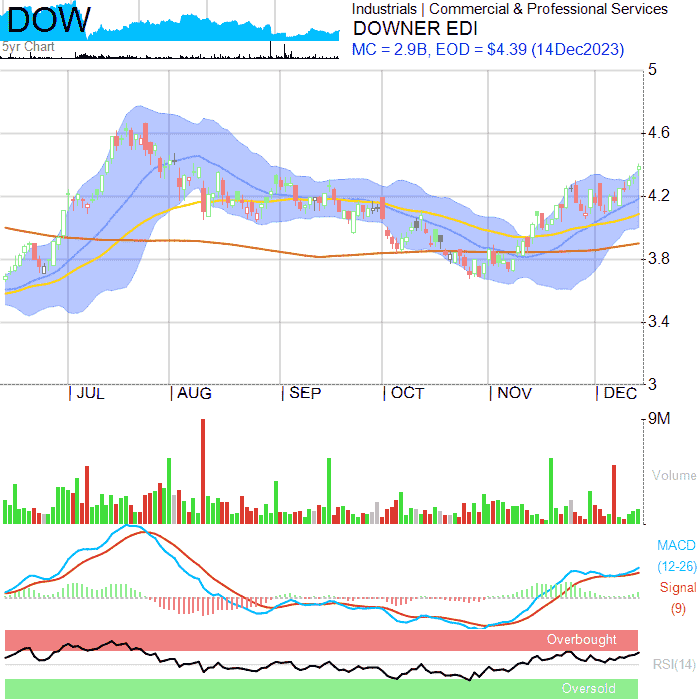 DOW
5yr Chart
Industrials | Commercial & Professional Services
DOWNER EDI
MC = 2.9B, EOD = $4.39 (14Dec2023)
5
4.6
4.2
3.8
3.4
3
| JUL | AUG | SEP | OCT | NOV | DEC
9M
Volume
MACD
(12-26)
Signal
(9)
Overbought
RSI(14)
Oversold